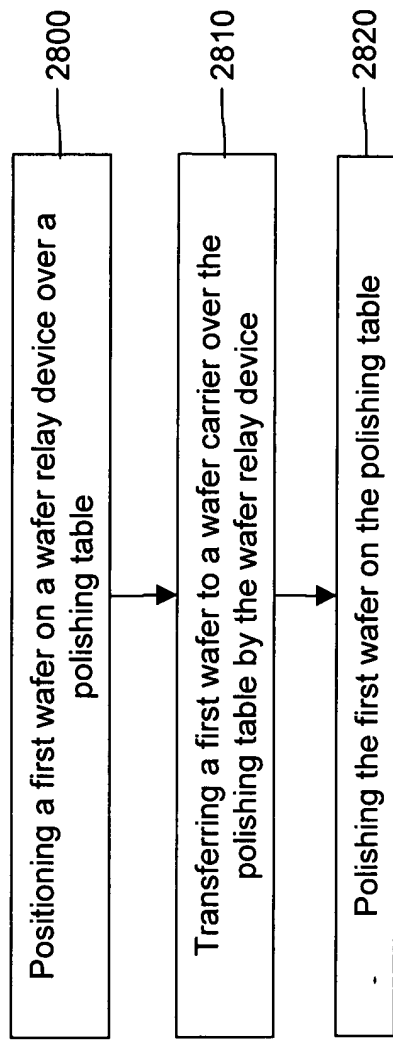 Positioning a first wafer on a wafer relay device over a
polishing table
2800
Transferring a first wafer to a wafer carrier over the
polishing table by the wafer relay device
2810
Polishing the first wafer on the polishing table
2820